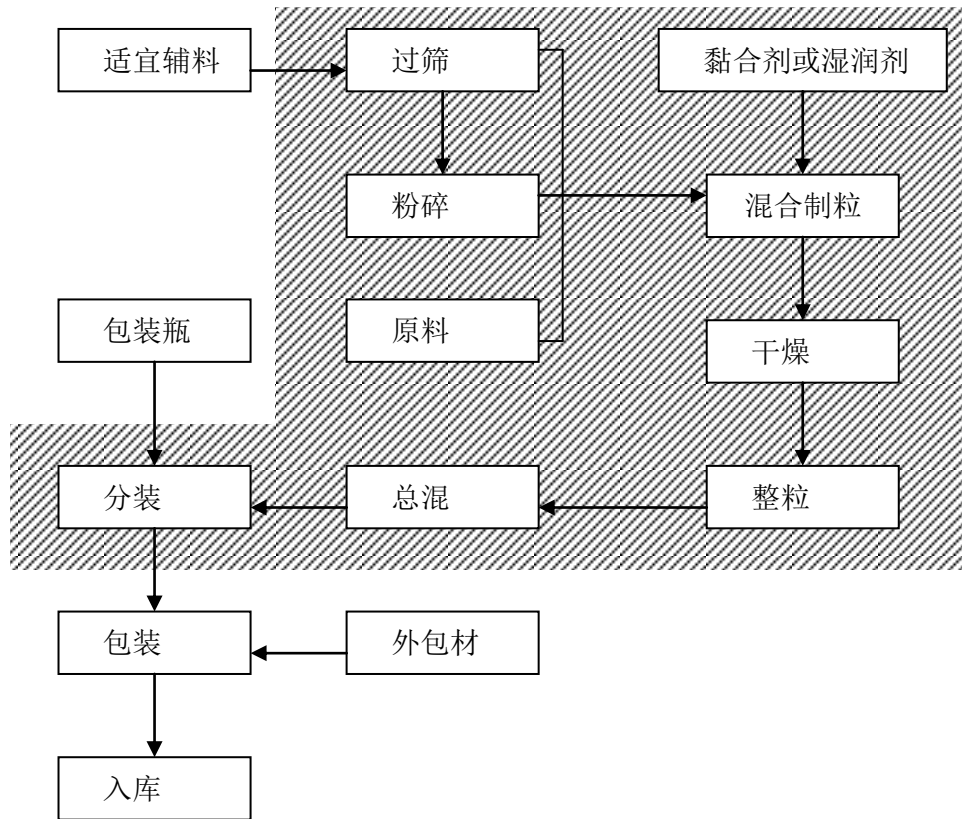 适宜辅料
过筛
黏合剂或湿润剂
粉碎
混合制粒
包装瓶
原料
干燥
分装
总混
整粒
包装
外包材
入库